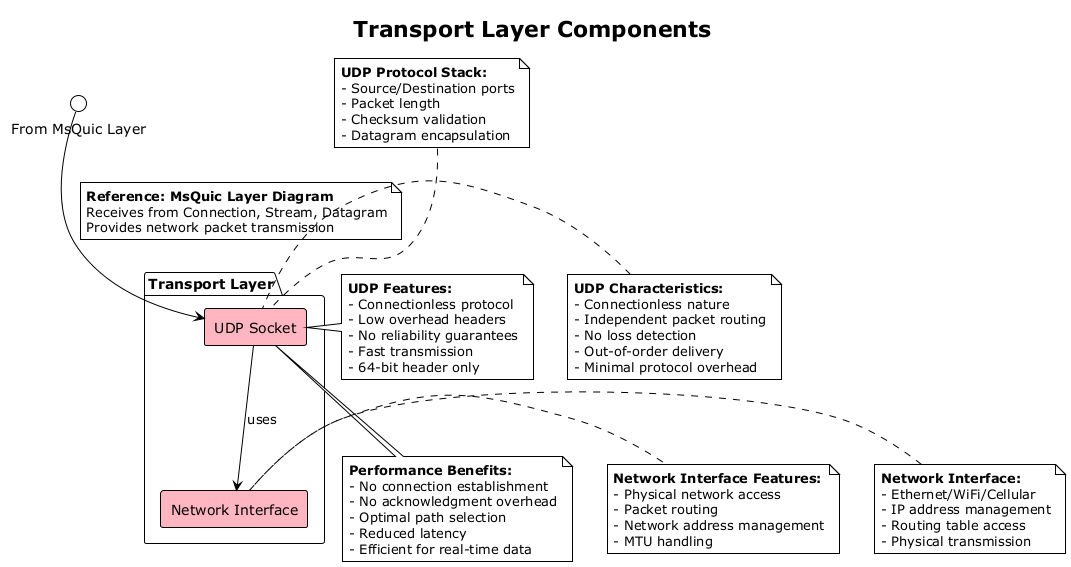 Transport Layer Components
UDP Protocol Stack:
- Source/Destination ports
- Packet length
- Checksum validation
- Datagram encapsulation
From MsQuic Layer
Reference: MsQuic Layer Diagram
Receives from Connection, Stream, Datagram
Provides network packet transmission
Transport Layer
UDP Socket
UDP Features:
- Connectionless protocol
- Low overhead headers
- No reliability guarantees
- Fast transmission
- 64-bit header only
UDP Characteristics:
- Connectionless nature
- Independent packet routing
- No loss detection
- Out-of-order delivery
- Minimal protocol overhead
uses
Network Interface
Performance Benefits:
- No connection establishment
- No acknowledgment overhead
- Optimal path selection
- Reduced latency
- Efficient for real-time data
Network Interface Features:
- Physical network access
- Packet routing
- Network address management
- MTU handling
Network Interface:
- Ethernet/WiFi/Cellular
- IP address management
- Routing table access
- Physical transmission